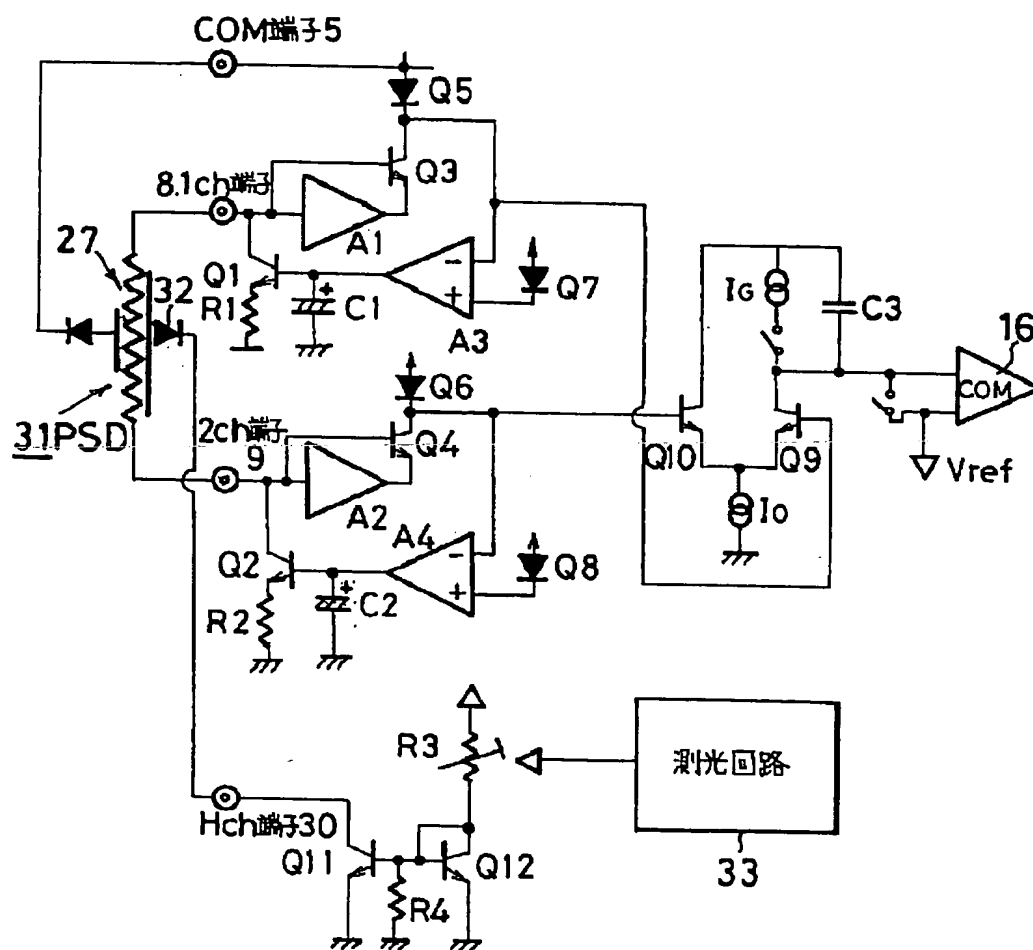 COM端子5
Q5
Q3
8.1ch端子
A1
27
32
Q1
R1
C1
+
−
+
A3
Q7
IG
C3
16
COM
Q6
31PSD
2ch端子
9
Q4
A2
Q10
Q9
Vref
IO
A4
−
+
Q8
Q2
R2
C2
+
R3
測光回路
33
Hch端子30
Q11
R4
Q12